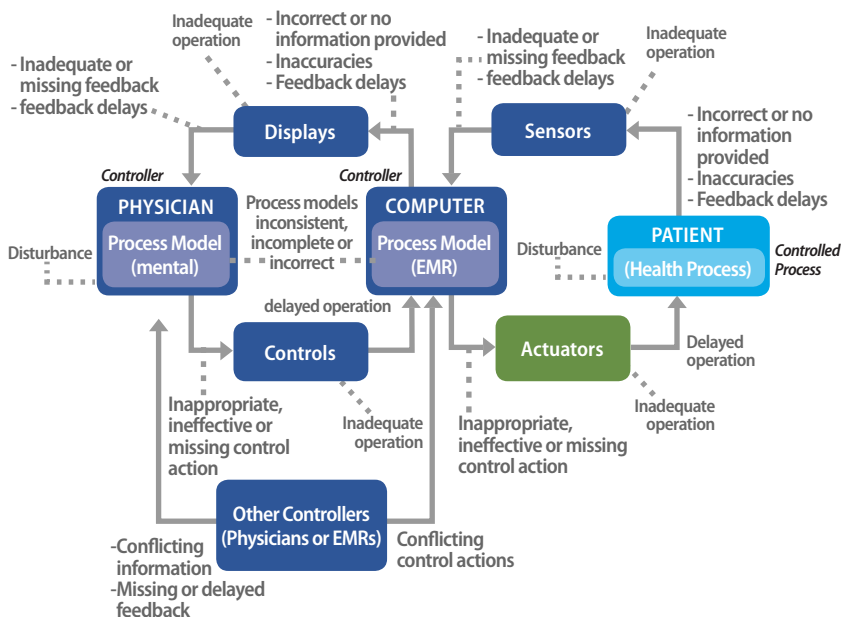 Inadequate
operation
- Incorrect or no
information provided
- Inaccuracies
- Feedback delays
- Inadequate or
missing feedback
- feedback delays
Inadequate
operation
- Inadequate or
missing feedback
- feedback delays
Displays
Sensors
- Incorrect or no
information
provided
- Inaccuracies
- Feedback delays
Controller
PHYSICIAN
Process Model
(mental)
Process models
inconsistent,
incomplete or
incorrect
Controller
COMPUTER
Process Model
(EMR)
PATIENT
(Health Process)
Controlled
Process
Disturbance
Disturbance
delayed operation
Controls
Actuators
Delayed
operation
Inappropriate,
ineffective or
missing control
action
Inadequate
operation
Inappropriate,
ineffective or missing
control action
Inadequate
operation
Other Controllers
(Physicians or EMRs)
-Conflicting
information
-Missing or delayed
feedback
Conflicting
control actions